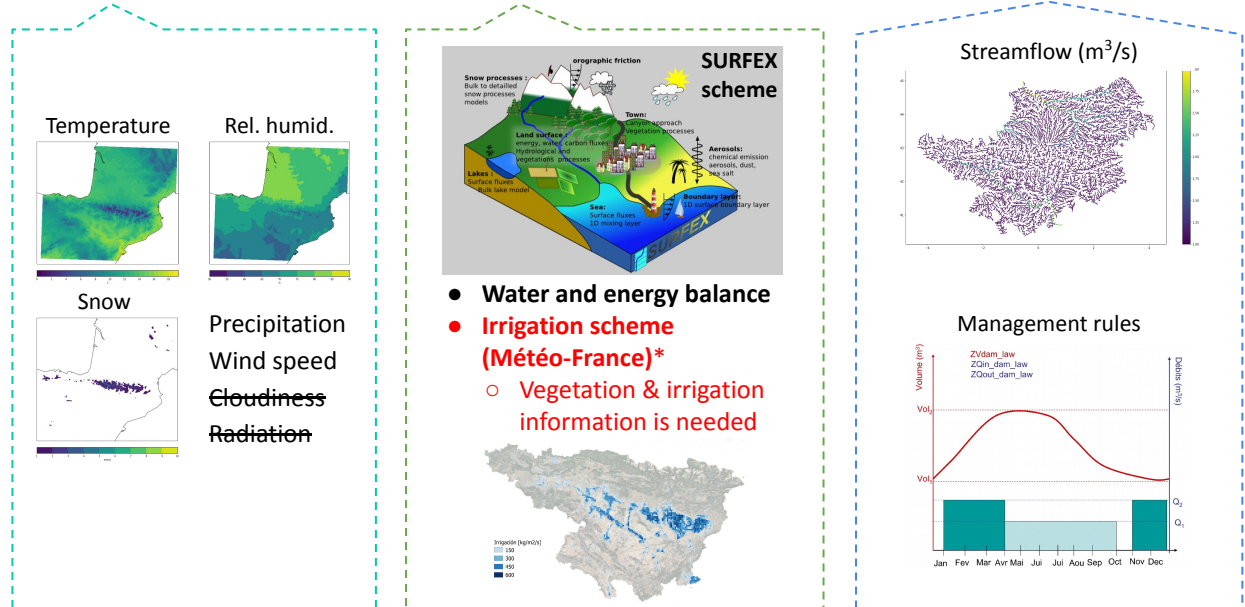 Temperature
Rel. humid.
Snow
Precipitation
Wind speed
Cloudiness
Radiation
SURFEX
scheme
orographic friction
Snow processes :
Bulk to detailled
snow processes
models
Town:
Canyon approach
Vegetation processes
Land surface :
energy, water, carbon fluxes
Hydrological and
vegetations processes
Aerosols:
chemical emission
aerosols, dust,
sea salt
Lakes :
Surface fluxes
Bulk lake model
Boundary layer:
1D surface boundary layer
Sea:
Surface fluxes
1D mixing layer
SURFEX
● Water and energy balance
● Irrigation scheme
(Météo-France)*
○ Vegetation & irrigation
information is needed
Irrigación [kg/m2/s]
150
300
450
600
Streamflow (m³/s)
Management rules
ZVdam_law
ZQin_dam_law
ZQout_dam_law
Volume (m³)
Débits (m³/s)
Vol₂
Vol₁
Q₂
Q₁
Jan Fev Mar Avr Mai Jui Jui Aou Sep Oct Nov Dec